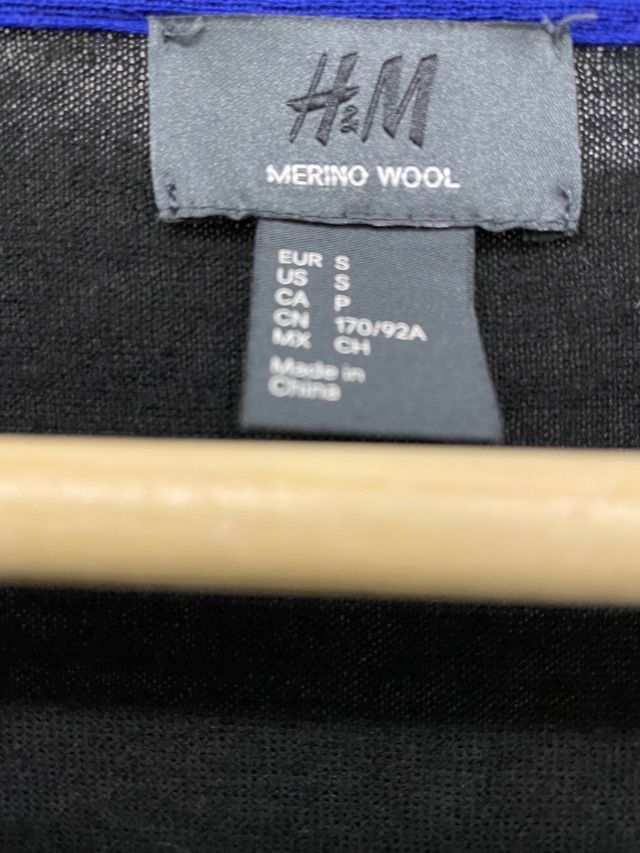 H&M
MERINO WOOL
EUR S
US S
CA P
CN 170/92A
MX CH
Made in
China